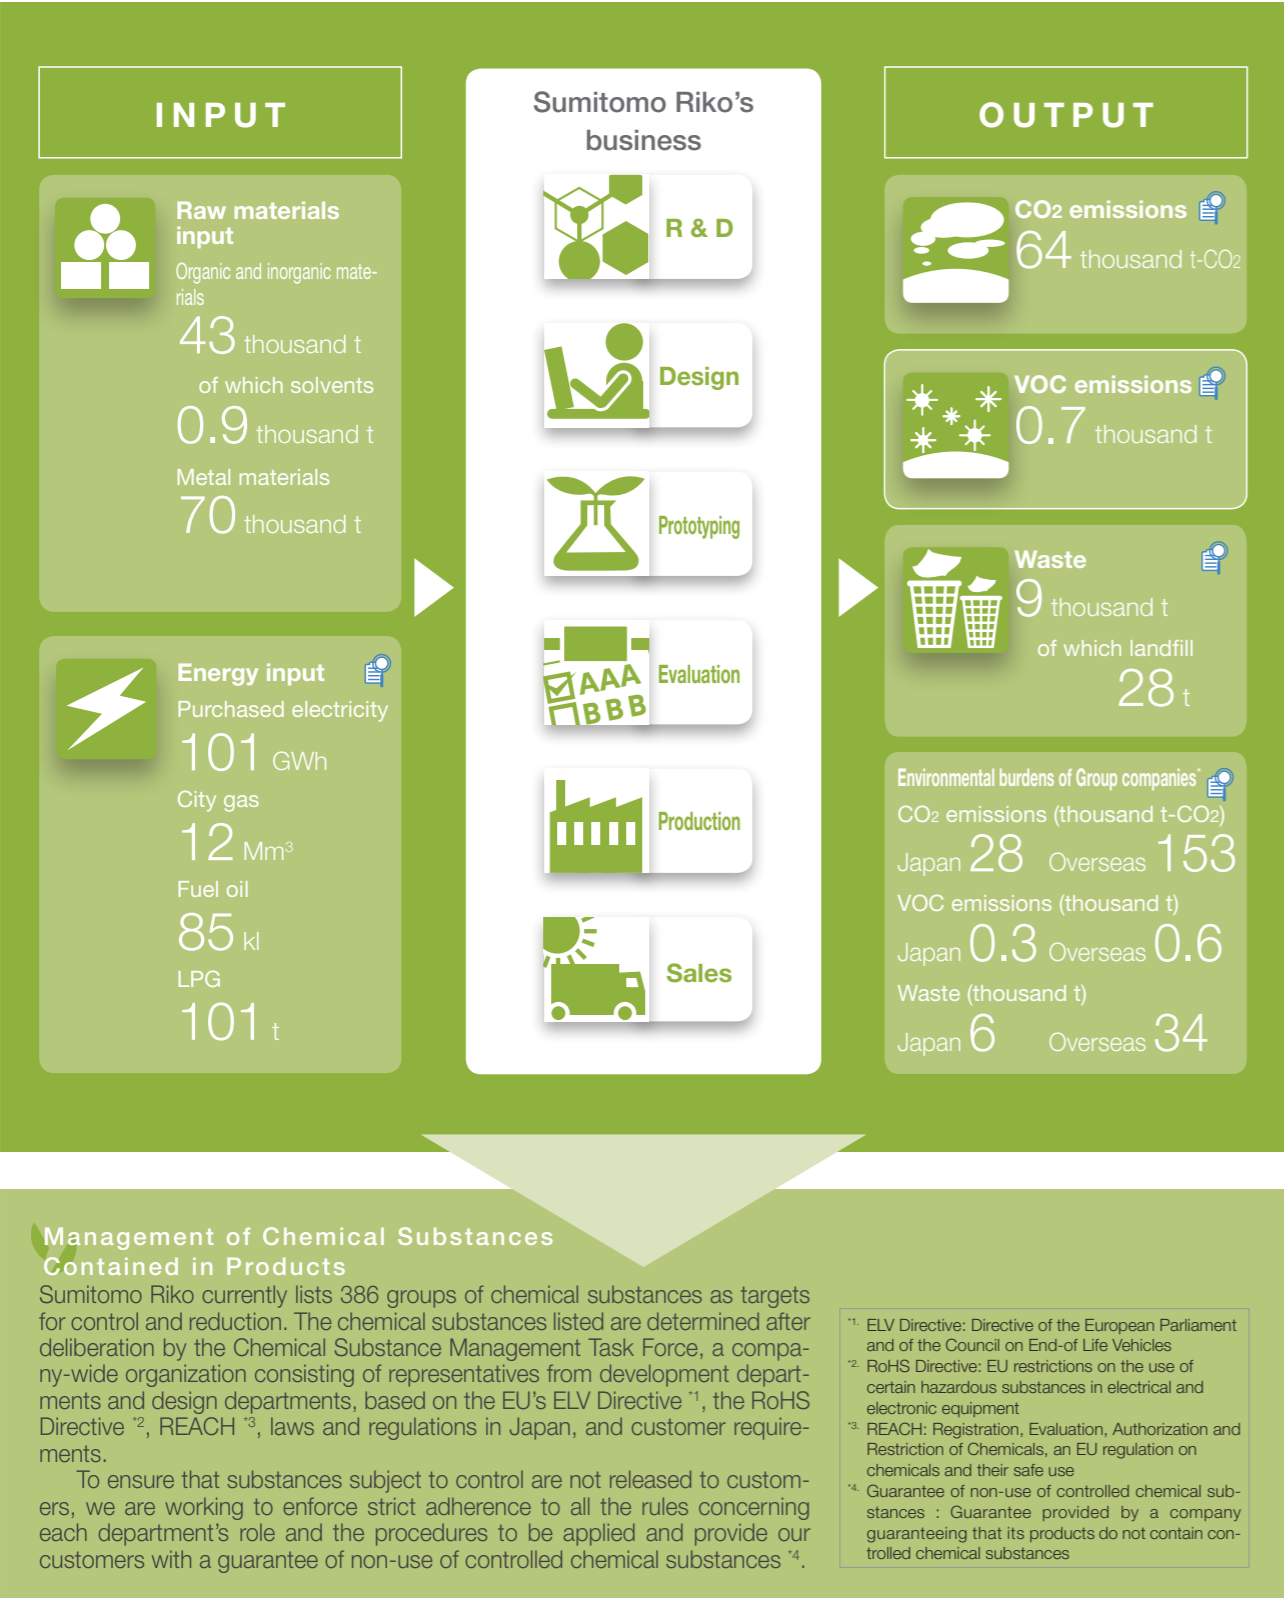 INPUT
Raw materials
input
Organic and inorganic mate-
rials
43 thousand t
of which solvents
0.9 thousand t
Metal materials
70 thousand t
Energy input
Purchased electricity
101 GWh
City gas
12 Mm³
Fuel oil
85 kl
LPG
101 t
Sumitomo Riko's
business
R & D
Design
Prototyping
Evaluation
AAA
BBB
Production
Sales
OUTPUT
CO2 emissions
64 thousand t-CO2
VOC emissions
0.7 thousand t
Waste
9 thousand t
of which landfill
28 t
Environmental burdens of Group companies*
CO2 emissions (thousand t-CO2)
Japan 28 Overseas 153
VOC emissions (thousand t)
Japan 0.3 Overseas 0.6
Waste (thousand t)
Japan 6 Overseas 34
Management of Chemical Substances
Contained in Products
Sumitomo Riko currently lists 386 groups of chemical substances as targets
for control and reduction. The chemical substances listed are determined after
deliberation by the Chemical Substance Management Task Force, a compa-
ny-wide organization consisting of representatives from development depart-
ments and design departments, based on the EU's ELV Directive *1, the RoHS
Directive *2, REACH *3, laws and regulations in Japan, and customer require-
ments.
To ensure that substances subject to control are not released to custom-
ers, we are working to enforce strict adherence to all the rules concerning
each department's role and the procedures to be applied and provide our
customers with a guarantee of non-use of controlled chemical substances *4.
*1. ELV Directive: Directive of the European Parliament
and of the Council on End-of Life Vehicles
*2. RoHS Directive: EU restrictions on the use of
certain hazardous substances in electrical and
electronic equipment
*3. REACH: Registration, Evaluation, Authorization and
Restriction of Chemicals, an EU regulation on
chemicals and their safe use
*4. Guarantee of non-use of controlled chemical sub-
stances : Guarantee provided by a company
guaranteeing that its products do not contain con-
trolled chemical substances